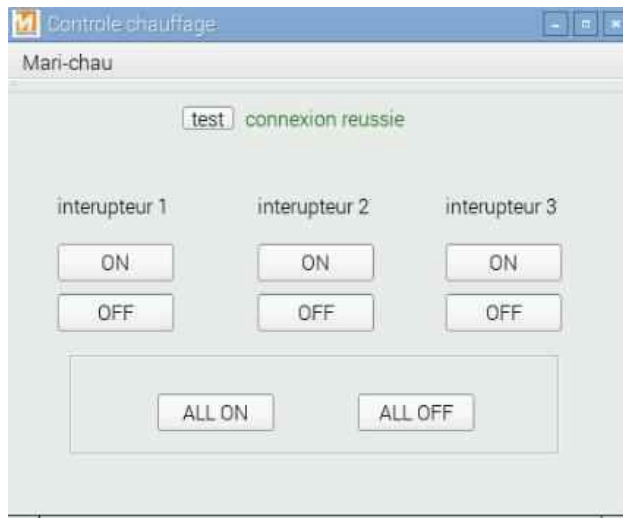 Controle chauffage
Mari-chau
test connexion reussie
interupteur 1 interupteur 2 interupteur 3
ON ON ON
OFF OFF OFF
ALL ON ALL OFF